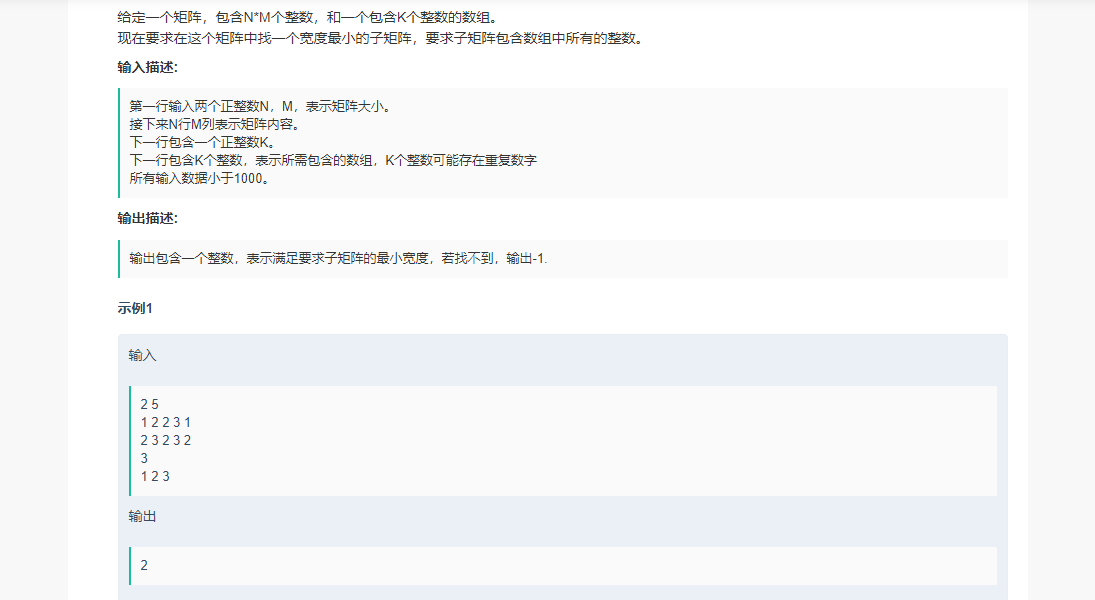 给定一个矩阵，包含N*M个整数，和一个包含K个整数的数组。
现在要求在这个矩阵中找一个宽度最小的子矩阵，要求子矩阵包含数组中所有的整数。
输入描述:
第一行输入两个正整数N，M，表示矩阵大小。
接下来N行M列表示矩阵内容。
下一行包含一个正整数K。
下一行包含K个整数，表示所需包含的数组，K个整数可能存在重复数字
所有输入数据小于1000。
输出描述:
输出包含一个整数，表示满足要求子矩阵的最小宽度，若找不到，输出-1.
示例1
输入
2 5
1 2 2 3 1
2 3 2 3 2
3
1 2 3
输出
2